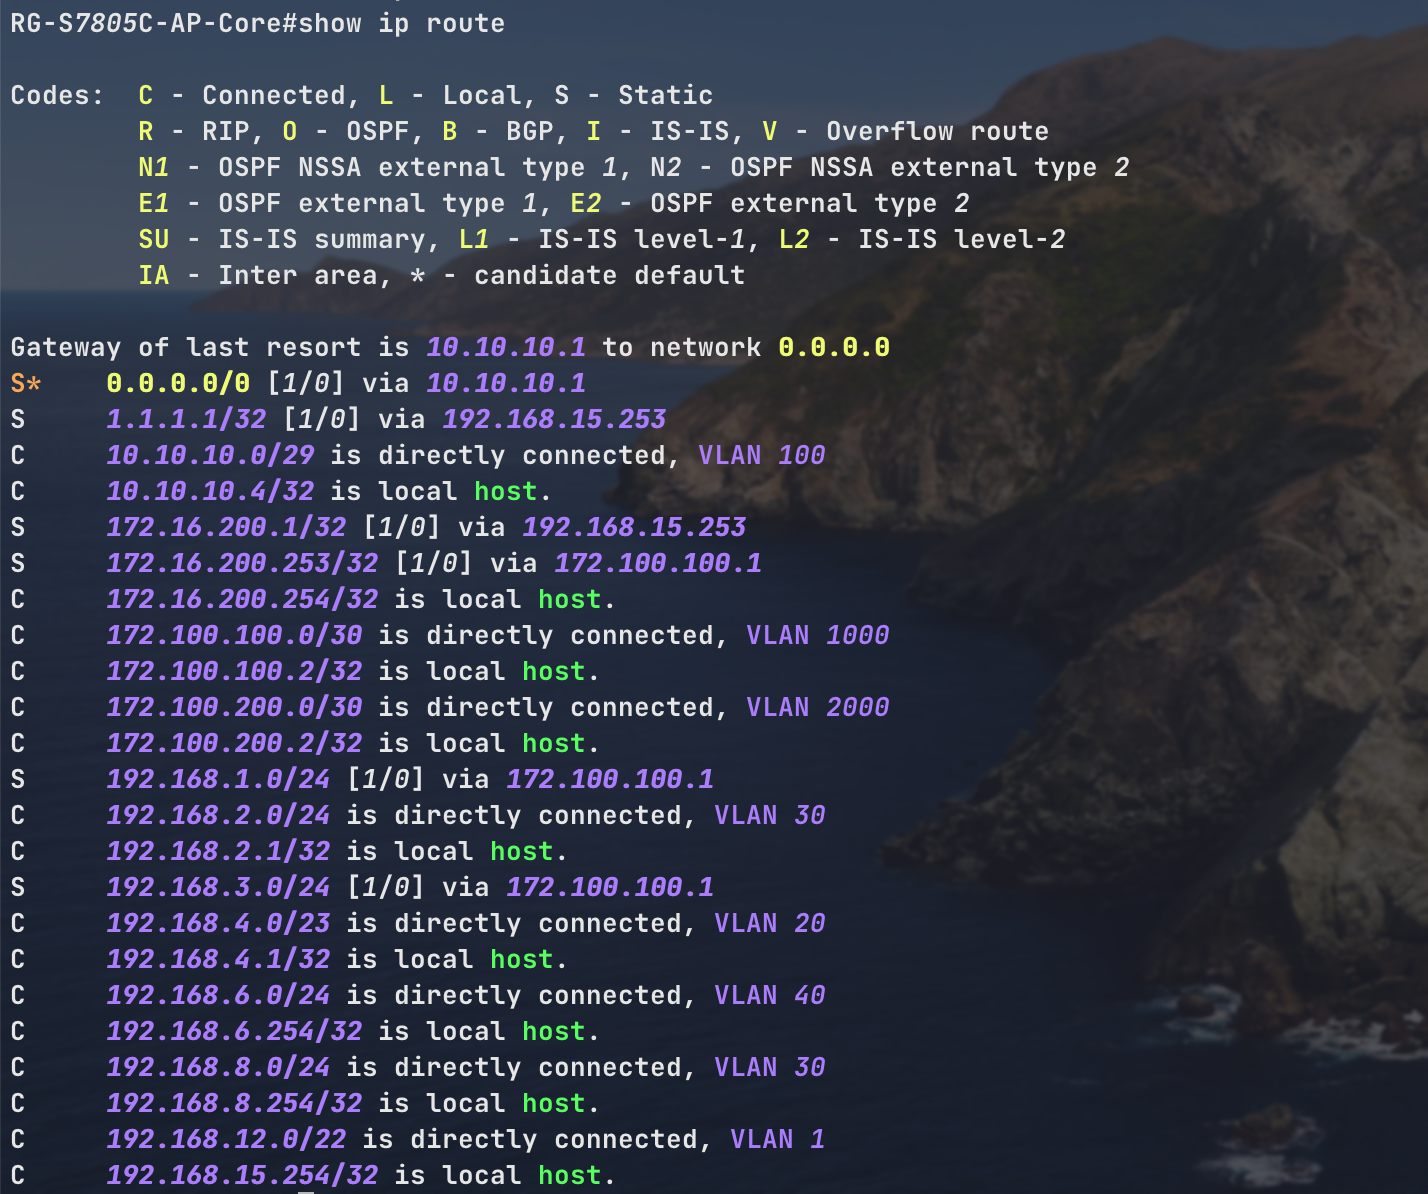 RG-S7805C-AP-Core#show ip route
Codes:  C - Connected, L - Local, S - Static
        R - RIP, O - OSPF, B - BGP, I - IS-IS, V - Overflow route
        N1 - OSPF NSSA external type 1, N2 - OSPF NSSA external type 2
        E1 - OSPF external type 1, E2 - OSPF external type 2
        SU - IS-IS summary, L1 - IS-IS level-1, L2 - IS-IS level-2
        IA - Inter area, * - candidate default
Gateway of last resort is 10.10.10.1 to network 0.0.0.0
S*    0.0.0.0/0 [1/0] via 10.10.10.1
S     1.1.1.1/32 [1/0] via 192.168.15.253
C     10.10.10.0/29 is directly connected, VLAN 100
C     10.10.10.4/32 is local host.
S     172.16.200.1/32 [1/0] via 192.168.15.253
S     172.16.200.253/32 [1/0] via 172.100.100.1
C     172.16.200.254/32 is local host.
C     172.100.100.0/30 is directly connected, VLAN 1000
C     172.100.100.2/32 is local host.
C     172.100.200.0/30 is directly connected, VLAN 2000
C     172.100.200.2/32 is local host.
S     192.168.1.0/24 [1/0] via 172.100.100.1
C     192.168.2.0/24 is directly connected, VLAN 30
C     192.168.2.1/32 is local host.
S     192.168.3.0/24 [1/0] via 172.100.100.1
C     192.168.4.0/23 is directly connected, VLAN 20
C     192.168.4.1/32 is local host.
C     192.168.6.0/24 is directly connected, VLAN 40
C     192.168.6.254/32 is local host.
C     192.168.8.0/24 is directly connected, VLAN 30
C     192.168.8.254/32 is local host.
C     192.168.12.0/22 is directly connected, VLAN 1
C     192.168.15.254/32 is local host.